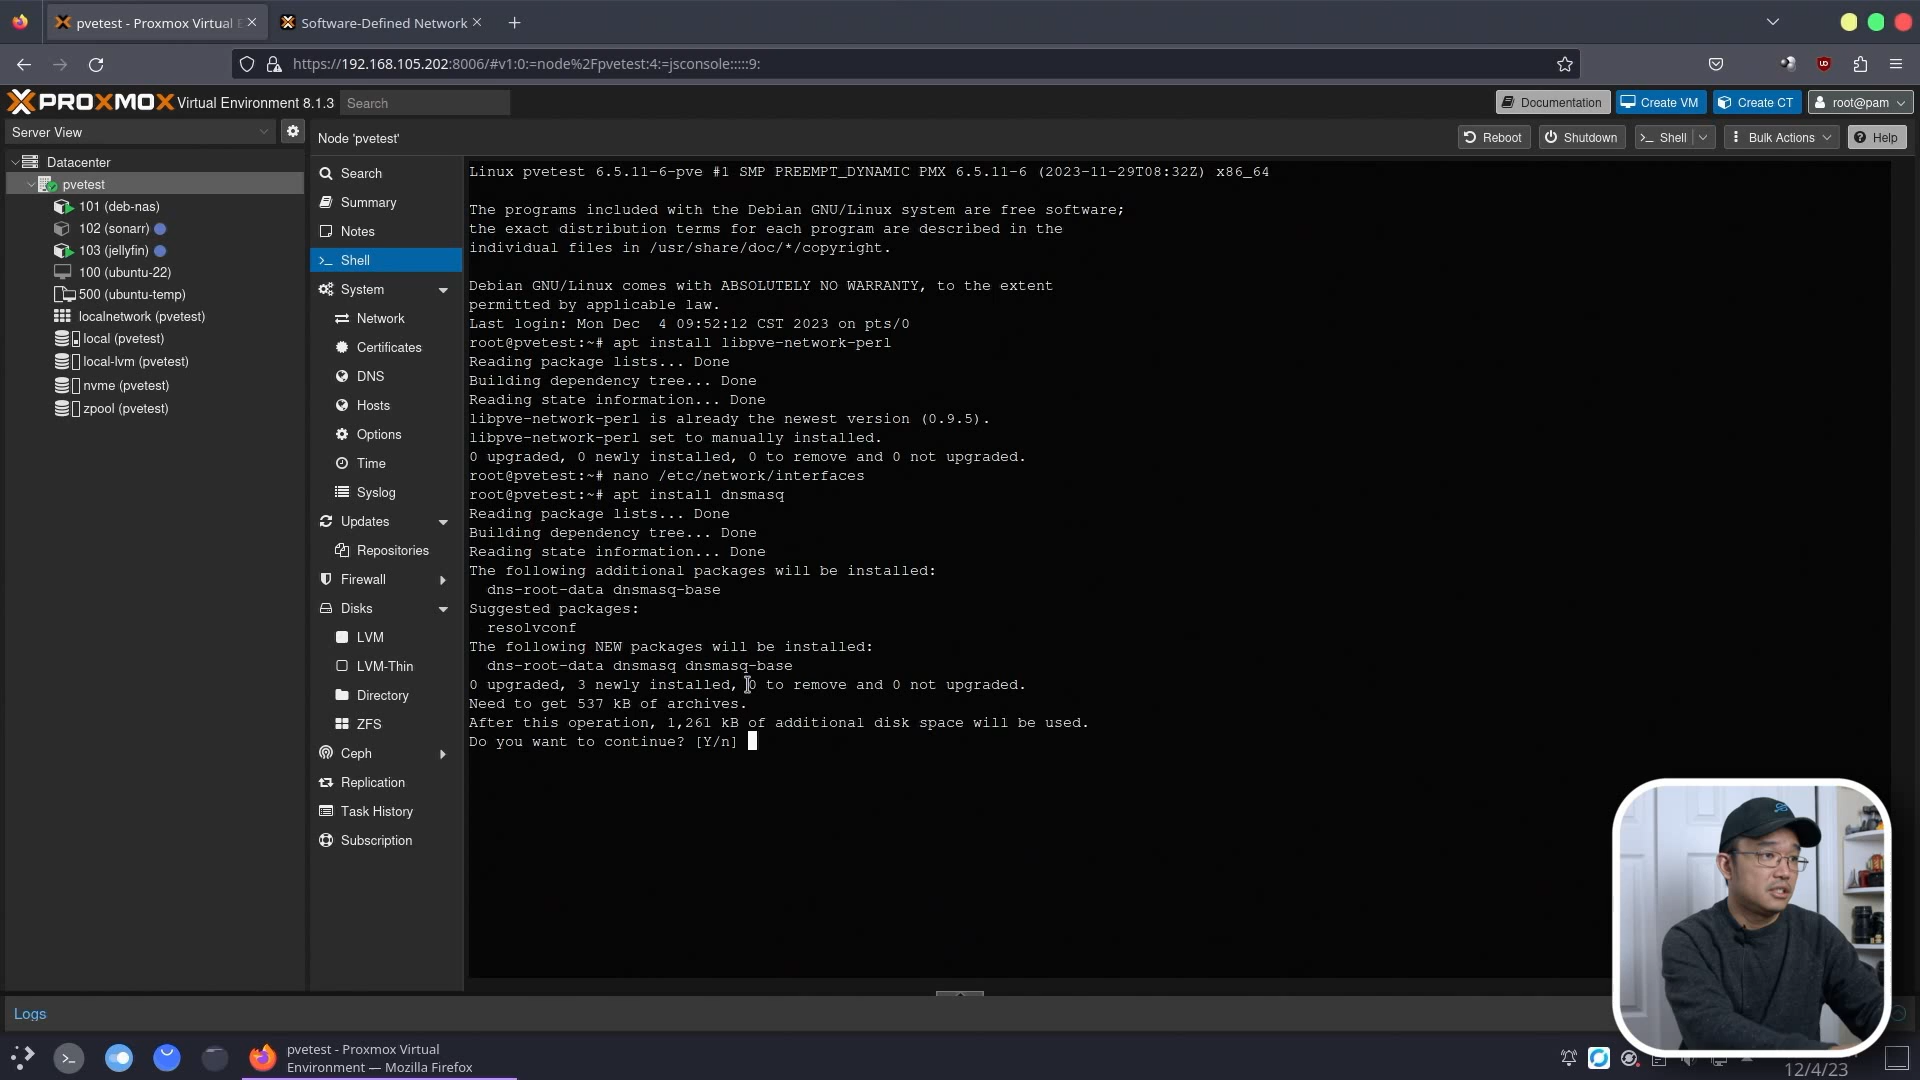 pvetest - Proxmox Virtual E
Software-Defined Network
https://192.168.105.202:8006/#v1:0:=node%2Fpvetest:4:=jsconsole:::::9:
PROXMOX Virtual Environment 8.1.3 Search
Documentation Create VM Create CT root@pam
Server View
Node 'pvetest'
Reboot Shutdown Shell Bulk Actions Help
Datacenter
pvetest
101 (deb-nas)
102 (sonarr)
103 (jellyfin)
100 (ubuntu-22)
500 (ubuntu-temp)
localnetwork (pvetest)
local (pvetest)
local-lvm (pvetest)
nvme (pvetest)
zpool (pvetest)
Search
Summary
Notes
Shell
System
Network
Certificates
DNS
Hosts
Options
Time
Syslog
Updates
Repositories
Firewall
Disks
LVM
LVM-Thin
Directory
ZFS
Ceph
Replication
Task History
Subscription
Linux pvetest 6.5.11-6-pve #1 SMP PREEMPT_DYNAMIC PMX 6.5.11-6 (2023-11-29T08:32Z) x86_64
The programs included with the Debian GNU/Linux system are free software;
the exact distribution terms for each program are described in the
individual files in /usr/share/doc/*/copyright.
Debian GNU/Linux comes with ABSOLUTELY NO WARRANTY, to the extent
permitted by applicable law.
Last login: Mon Dec  4 09:52:12 CST 2023 on pts/0
root@pvetest:~# apt install libpve-network-perl
Reading package lists... Done
Building dependency tree... Done
Reading state information... Done
libpve-network-perl is already the newest version (0.9.5).
libpve-network-perl set to manually installed.
0 upgraded, 0 newly installed, 0 to remove and 0 not upgraded.
root@pvetest:~# nano /etc/network/interfaces
root@pvetest:~# apt install dnsmasq
Reading package lists... Done
Building dependency tree... Done
Reading state information... Done
The following additional packages will be installed:
dns-root-data dnsmasq-base
Suggested packages:
resolvconf
The following NEW packages will be installed:
dns-root-data dnsmasq dnsmasq-base
0 upgraded, 3 newly installed, 0 to remove and 0 not upgraded.
Need to get 537 kB of archives.
After this operation, 1,261 kB of additional disk space will be used.
Do you want to continue? [Y/n]
Logs
pvetest - Proxmox Virtual
Environment — Mozilla Firefox
12/4/23